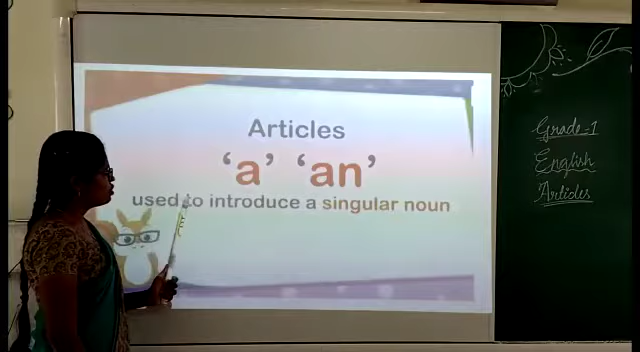 Articles
‘a’ ‘an’
used to introduce a singular noun
Grade-1
English
Articles